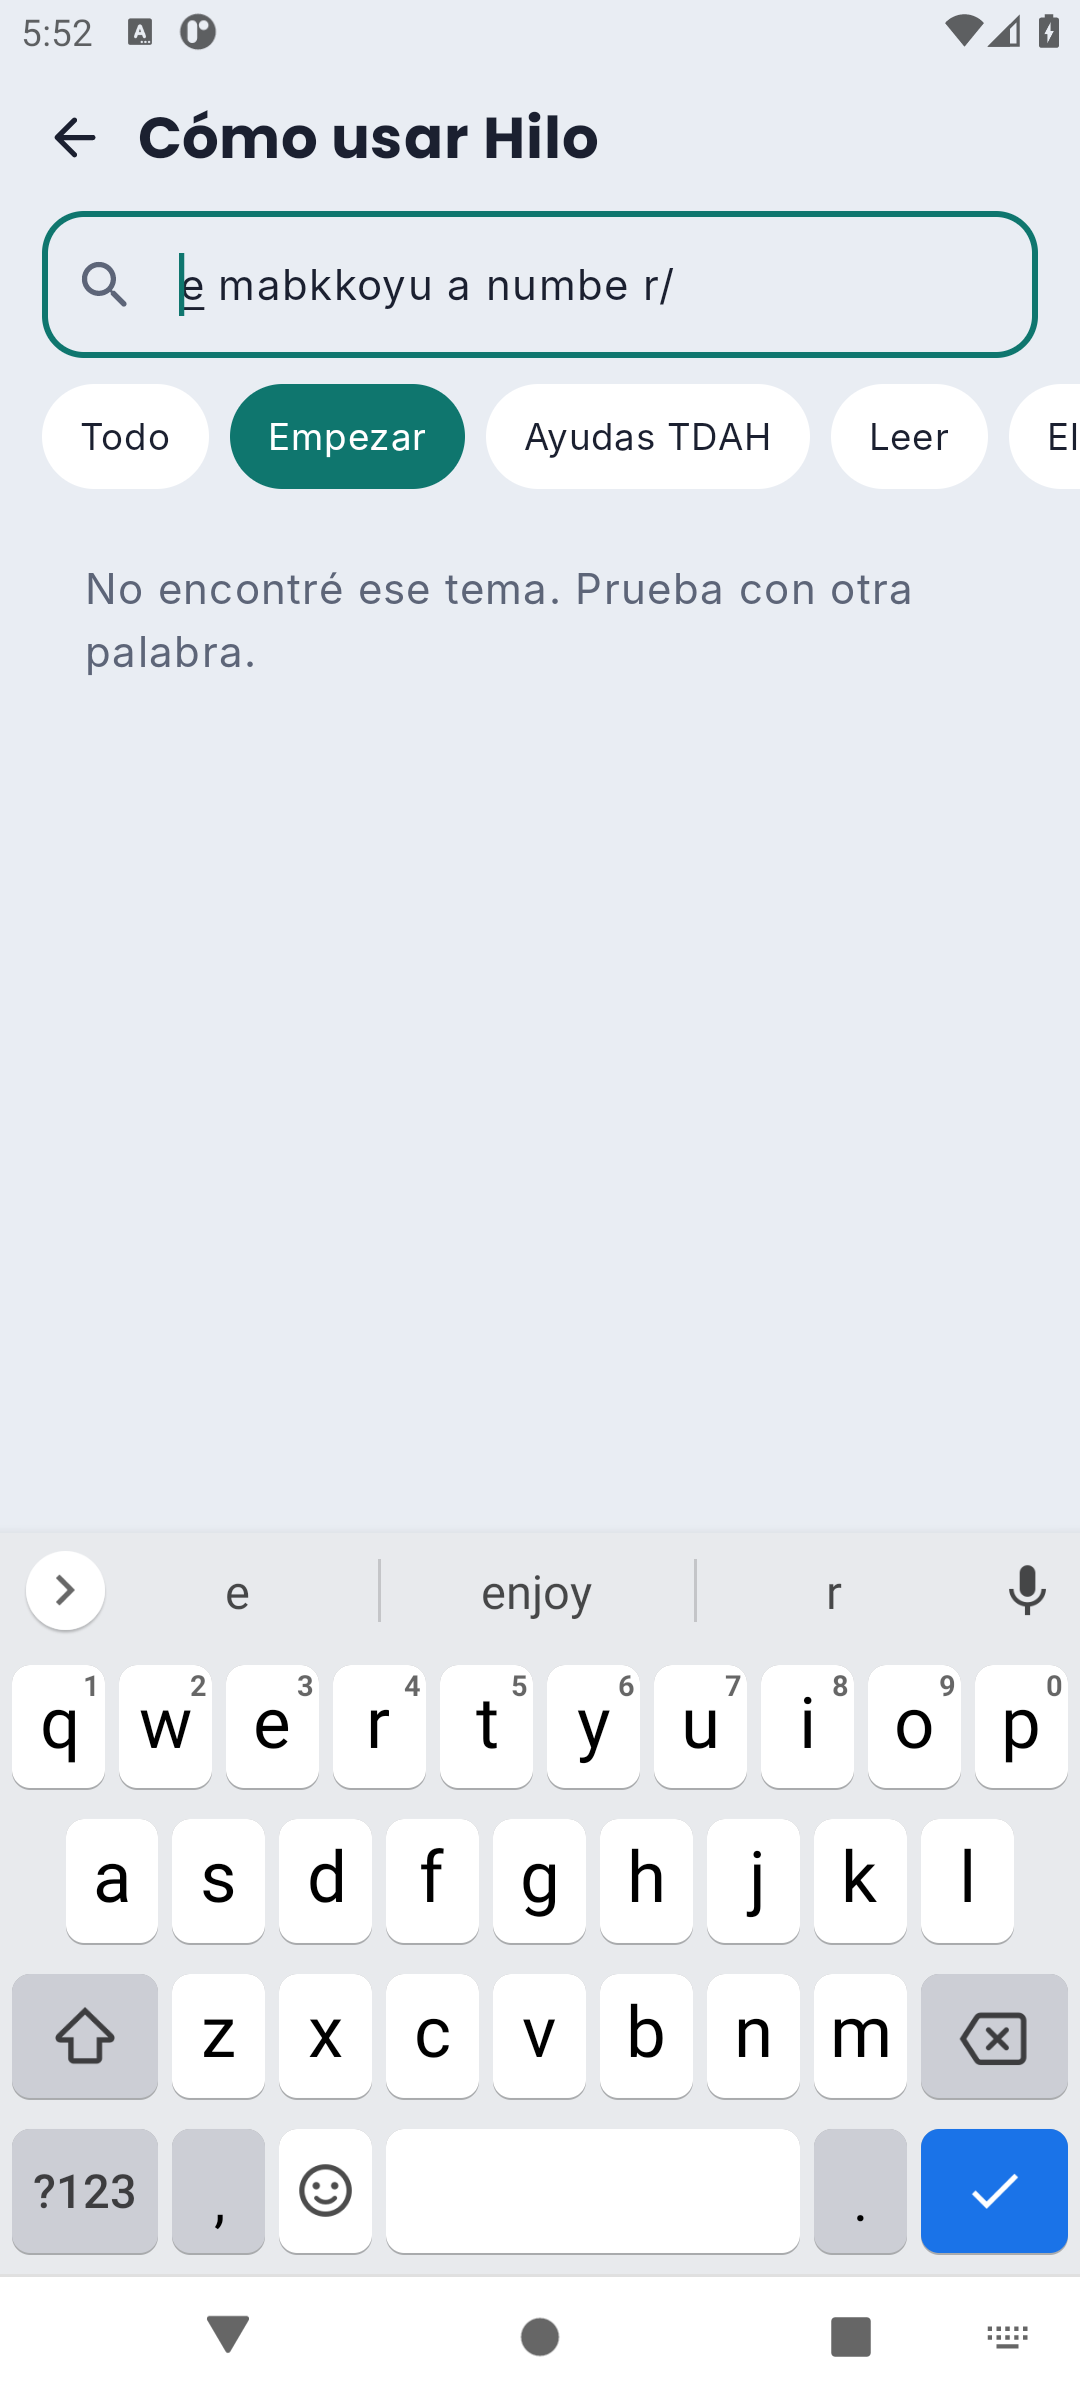 5:52
Cómo usar Hilo
e mabkkoyu a numbe r/
Todo Empezar Ayudas TDAH Leer El
No encontré ese tema. Prueba con otra
palabra.
e enjoy r
1 2 3 4 5 6 7 8 9 0
q w e r t y u i o p
a s d f g h j k l
z x c v b n m
?123 , .